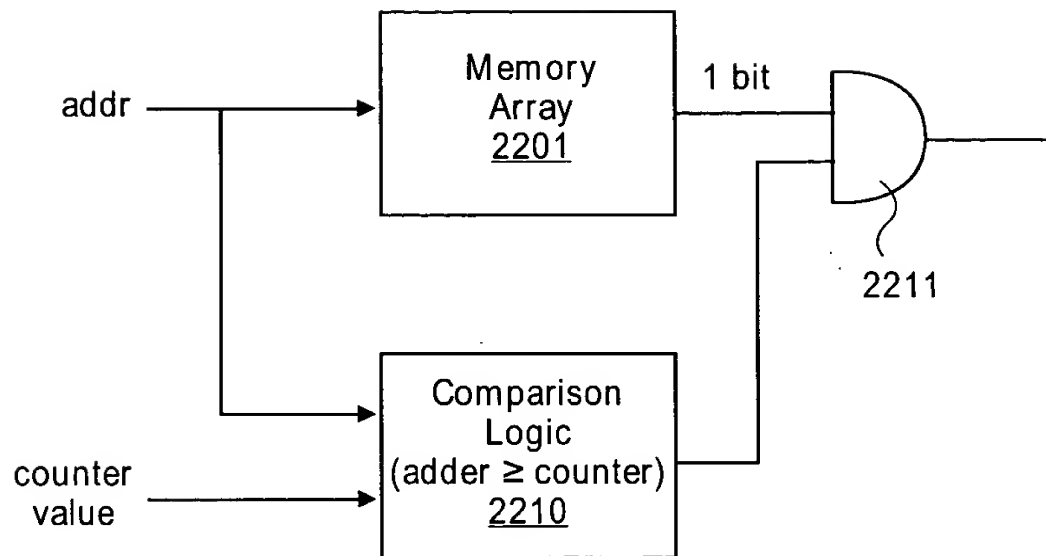 Memory
Array
2201
1 bit
addr
2211
Comparison
Logic
(adder ≥ counter)
2210
counter
value